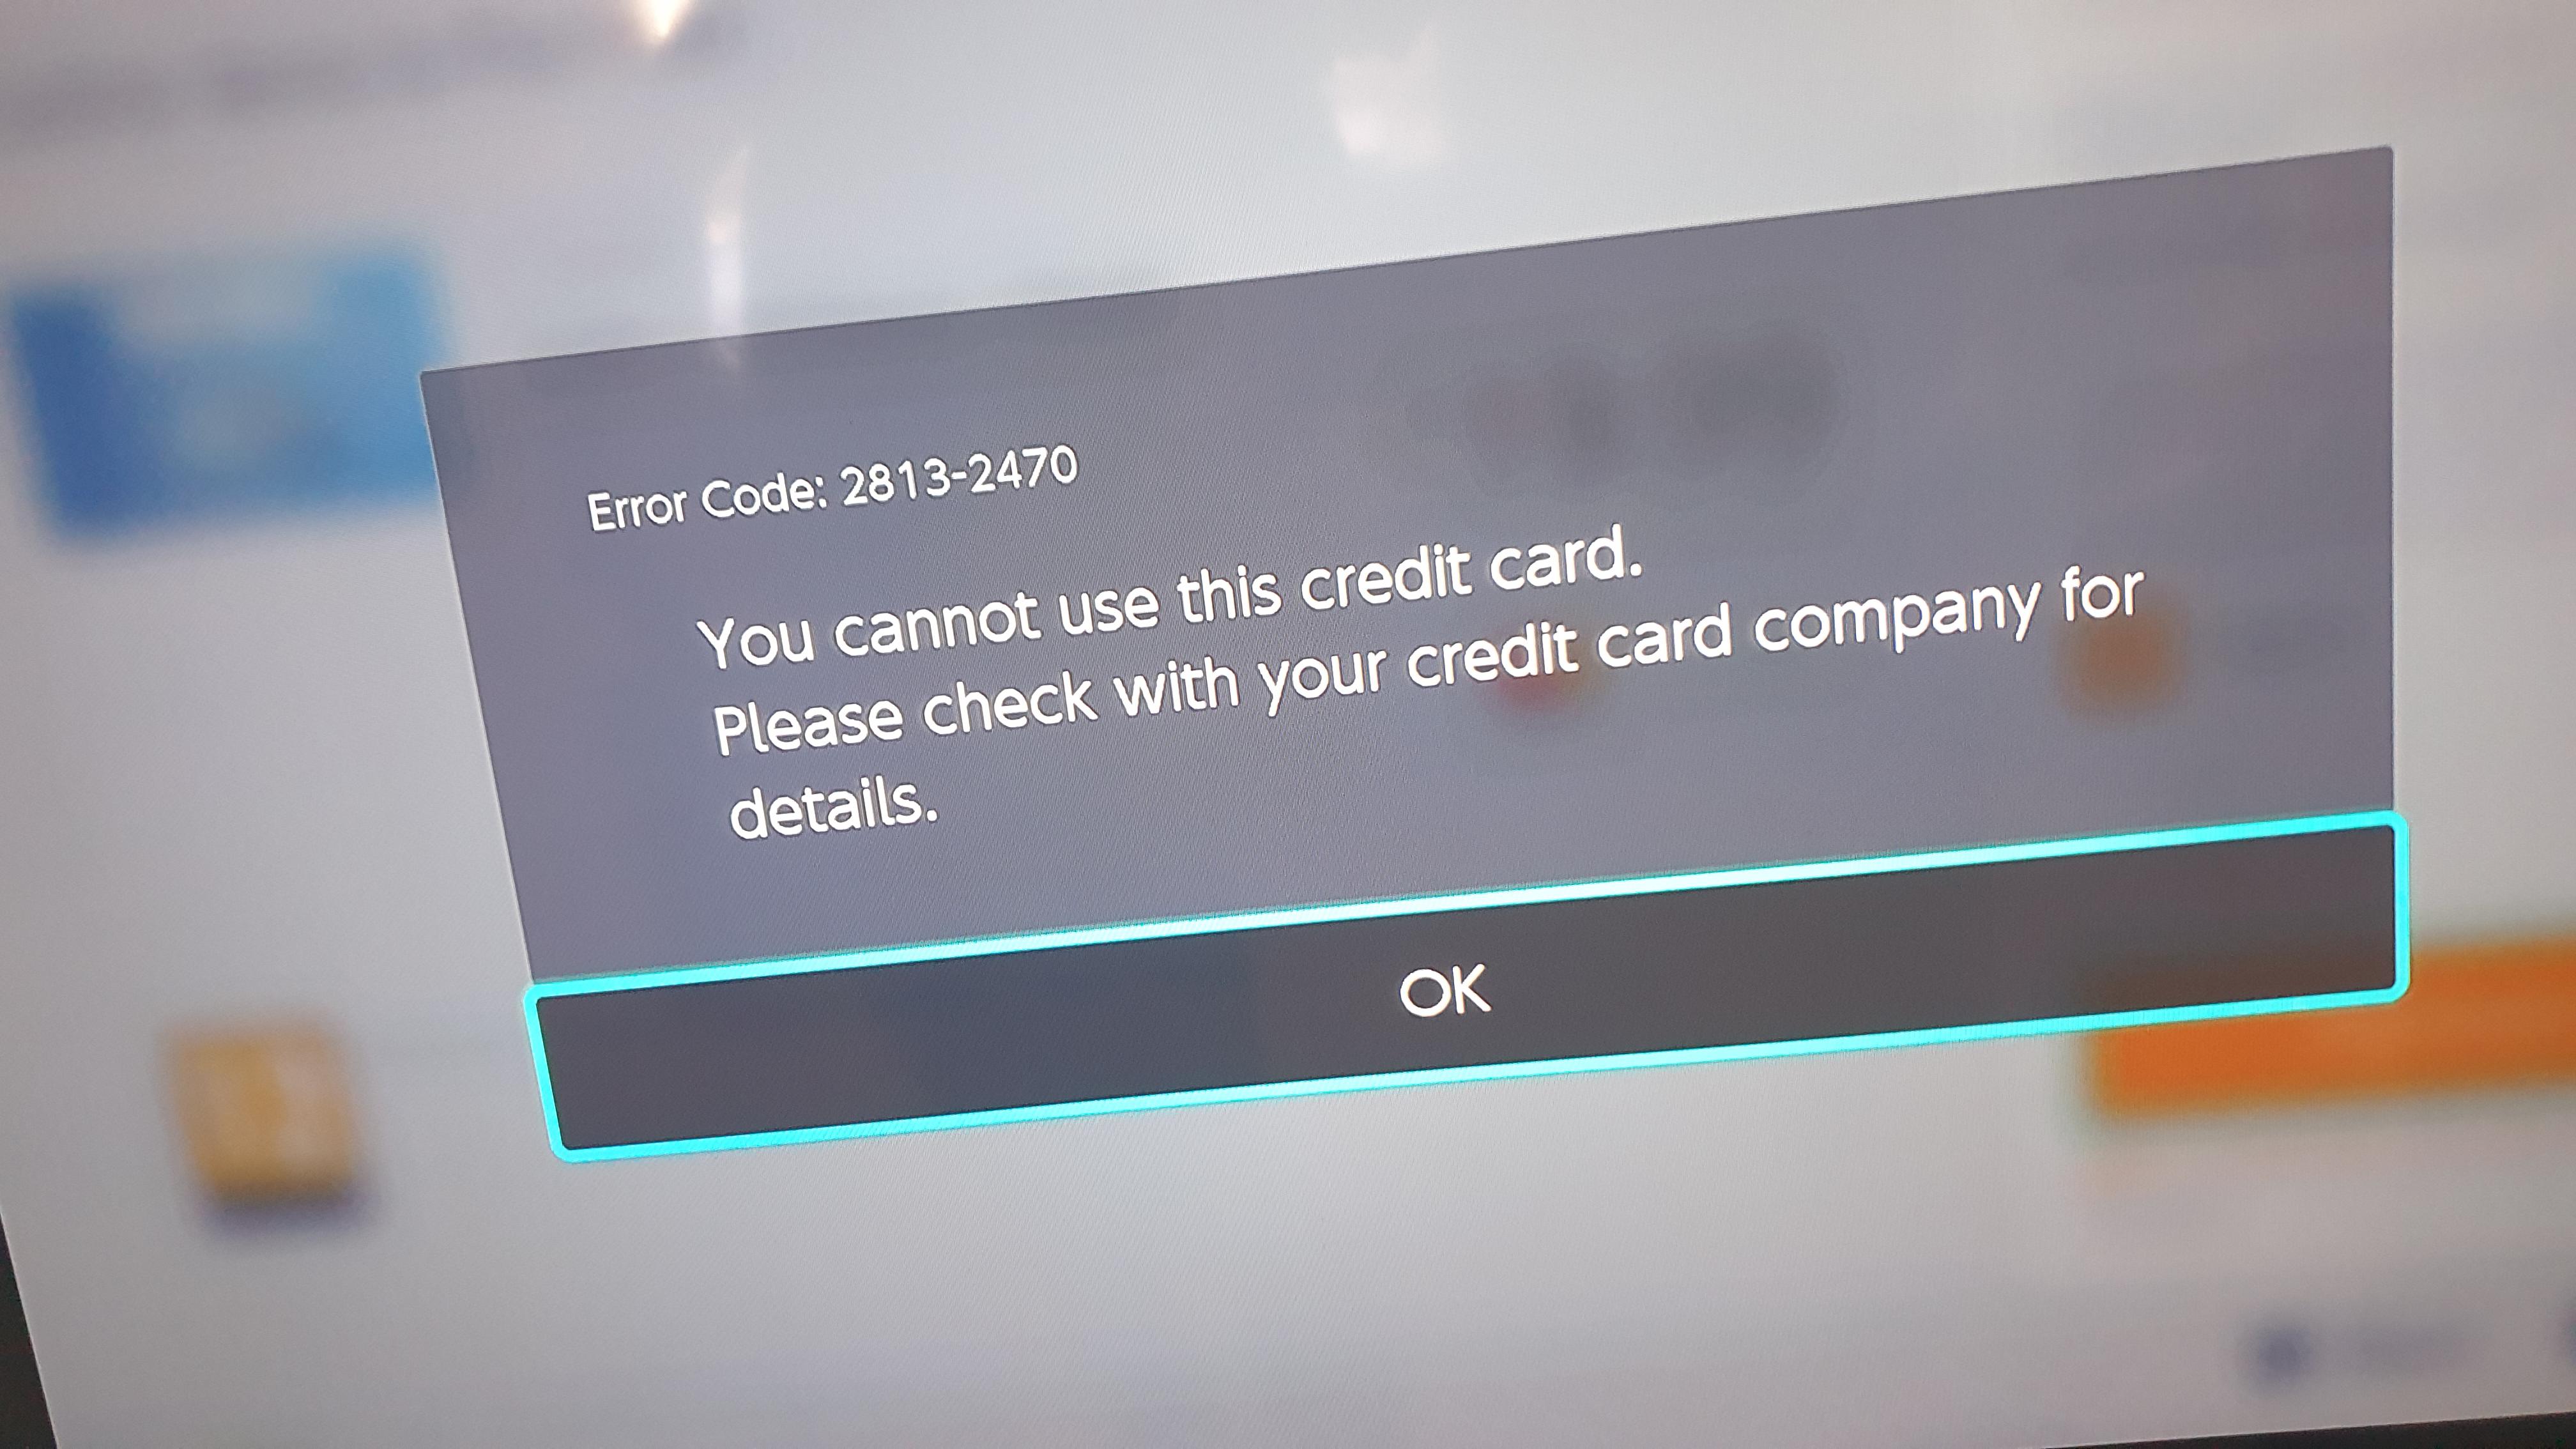 Error Code: 2813-2470
You cannot use this credit card.
Please check with your credit card company for
details.
OK